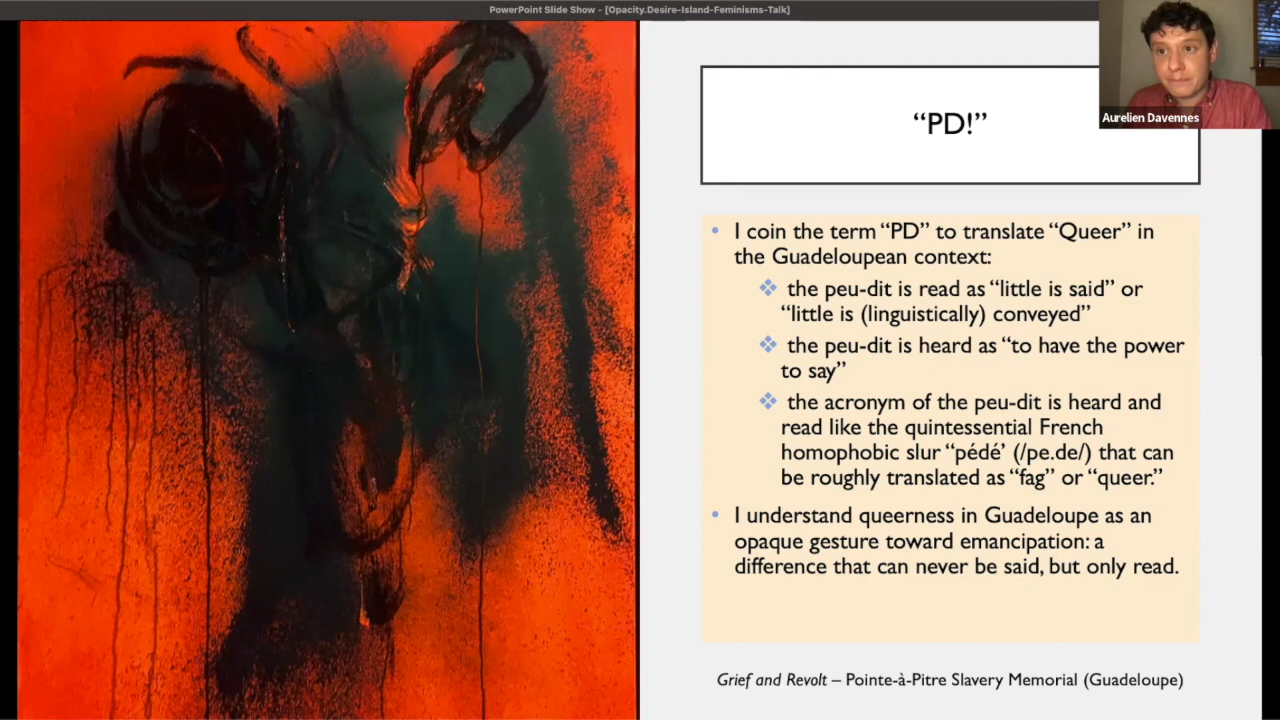 PowerPoint Slide Show - [Opacity.Desire-Island-Feminisms-Talk]
Aurelien Davennes
“PD!”
• I coin the term “PD” to translate “Queer” in
the Guadeloupean context:
❖ the peu-dit is read as “little is said” or
“little is (linguistically) conveyed”
❖ the peu-dit is heard as “to have the power
to say”
❖ the acronym of the peu-dit is heard and
read like the quintessential French
homophobic slur “pédé’ (/pe.de/) that can
be roughly translated as “fag” or “queer.”
• I understand queerness in Guadeloupe as an
opaque gesture toward emancipation: a
difference that can never be said, but only read.
Grief and Revolt – Pointe-à-Pitre Slavery Memorial (Guadeloupe)